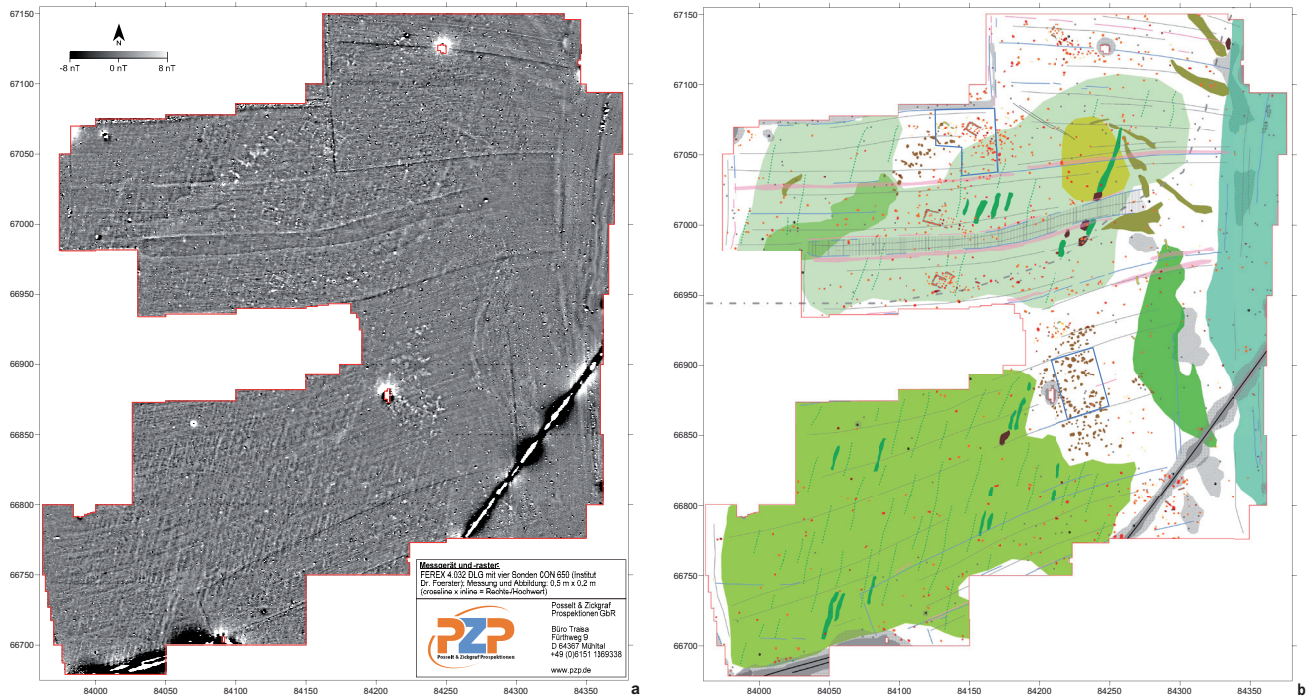 67150
67100
67050
67000
66950
66900
66850
66800
66750
66700
N
-8 nT 0 nT 8 nT
Messgerät und -raster:
FEREX 4.032 DLG mit vier Sonden CON 650 (Institut
Dr. Foerster); Messung und Abbildung: 0,5 m x 0,2 m
(crossline x inline = Rechts-/Hochwert)
PZP
Posselt & Zickgraf Prospektionen
Posselt & Zickgraf
Prospektionen GbR
Büro Traisa
Fürthweg 9
D 64367 Mühltal
+49 (0)6151 1369338
www.pzp.de
84000 84050 84100 84150 84200 84250 84300 84350
a
67150
67100
67050
67000
66950
66900
66850
66800
66750
66700
84000 84050 84100 84150 84200 84250 84300 84350
b